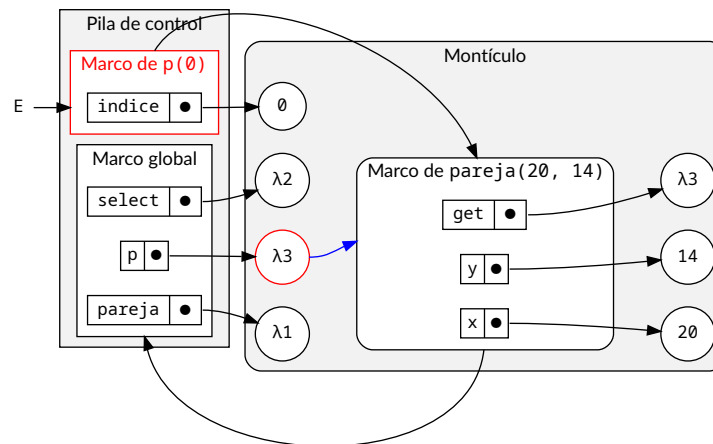 Pila de control
Marco de p(0)
E
indice
0
Marco global
select
λ2
p
λ3
pareja
λ1
Montículo
Marco de pareja(20, 14)
get
λ3
y
14
x
20